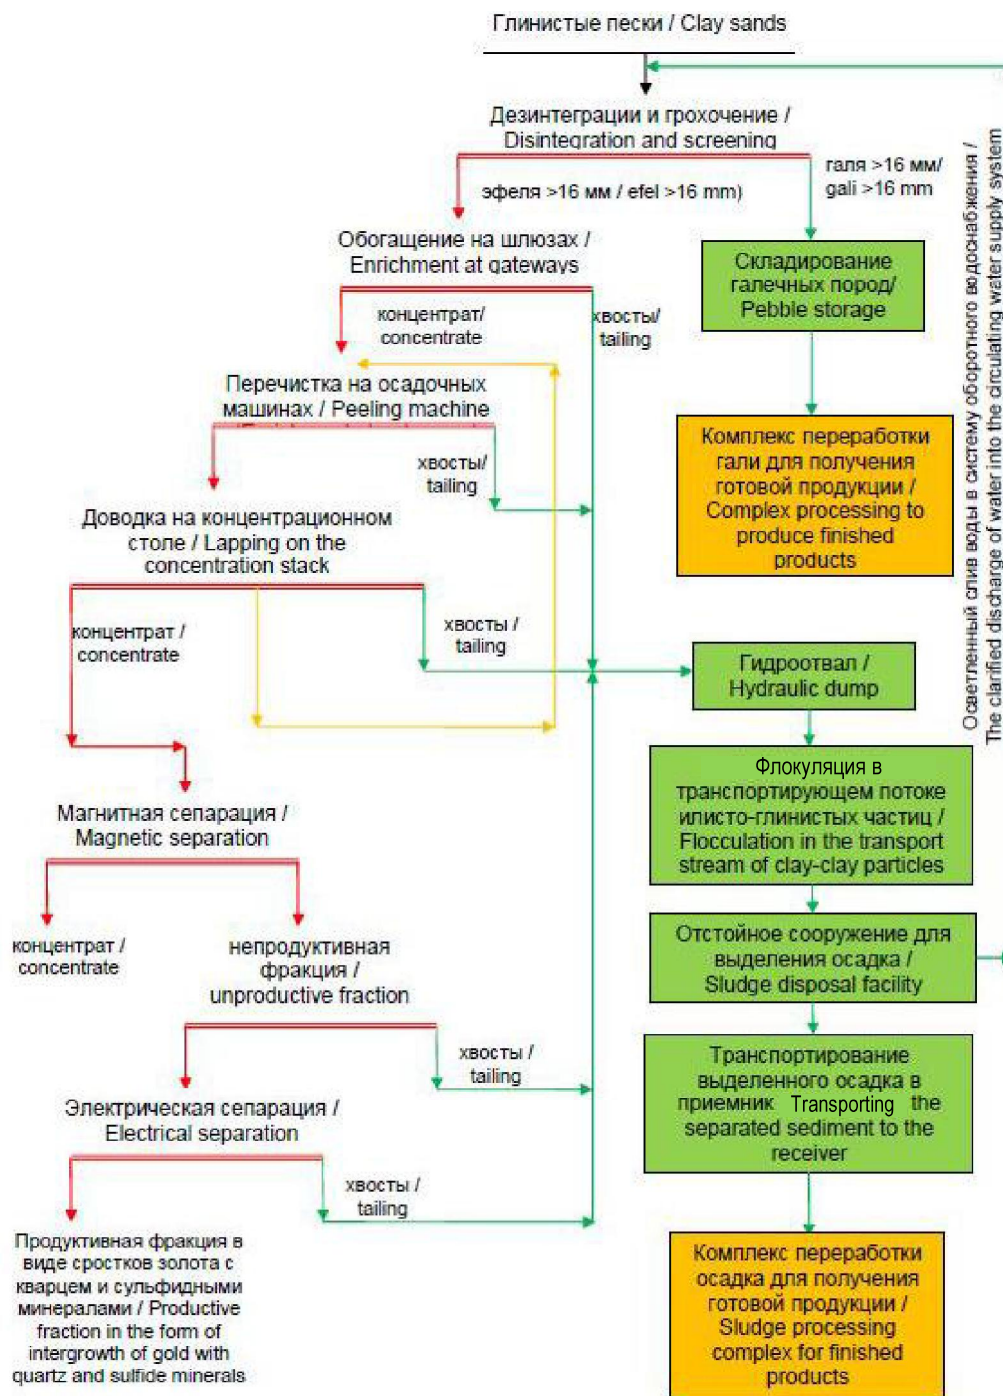 Глинистые пески / Clay sands
Дезинтеграции и грохочение /
Disintegration and screening
эфеля >16 мм / efel >16 mm)
галя >16 мм/
gali >16 mm
Обогащение на шлюзах /
Enrichment at gateways
Складирование
галечных пород/
Pebble storage
концентрат/
concentrate
хвосты/
tailing
Перечистка на осадочных
машинах / Peeling machine
хвосты/
tailing
Комплекс переработки
гали для получения
готовой продукции /
Complex processing to
produce finished
products
Осветленный слив воды в систему оборотного водоснабжения /
The clarified discharge of water into the circulating water supply system
Доводка на концентрационном
столе / Lapping on the
concentration stack
концентрат /
concentrate
хвосты /
tailing
Гидроотвал /
Hydraulic dump
Флокуляция в
транспортирующем потоке
илисто-глинистых частиц /
Flocculation in the transport
stream of clay-clay particles
Магнитная сепарация /
Magnetic separation
концентрат /
concentrate
непродуктивная
фракция /
unproductive fraction
Отстойное сооружение для
выделения осадка /
Sludge disposal facility
хвосты /
tailing
Транспортирование
выделенного осадка в
приемник Transporting the
separated sediment to the
receiver
Электрическая сепарация /
Electrical separation
хвосты /
tailing
Продуктивная фракция в
виде сростков золота с
кварцем и сульфидными
минералами / Productive
fraction in the form of
intergrowth of gold with
quartz and sulfide minerals
Комплекс переработки
осадка для получения
готовой продукции /
Sludge processing
complex for finished
products